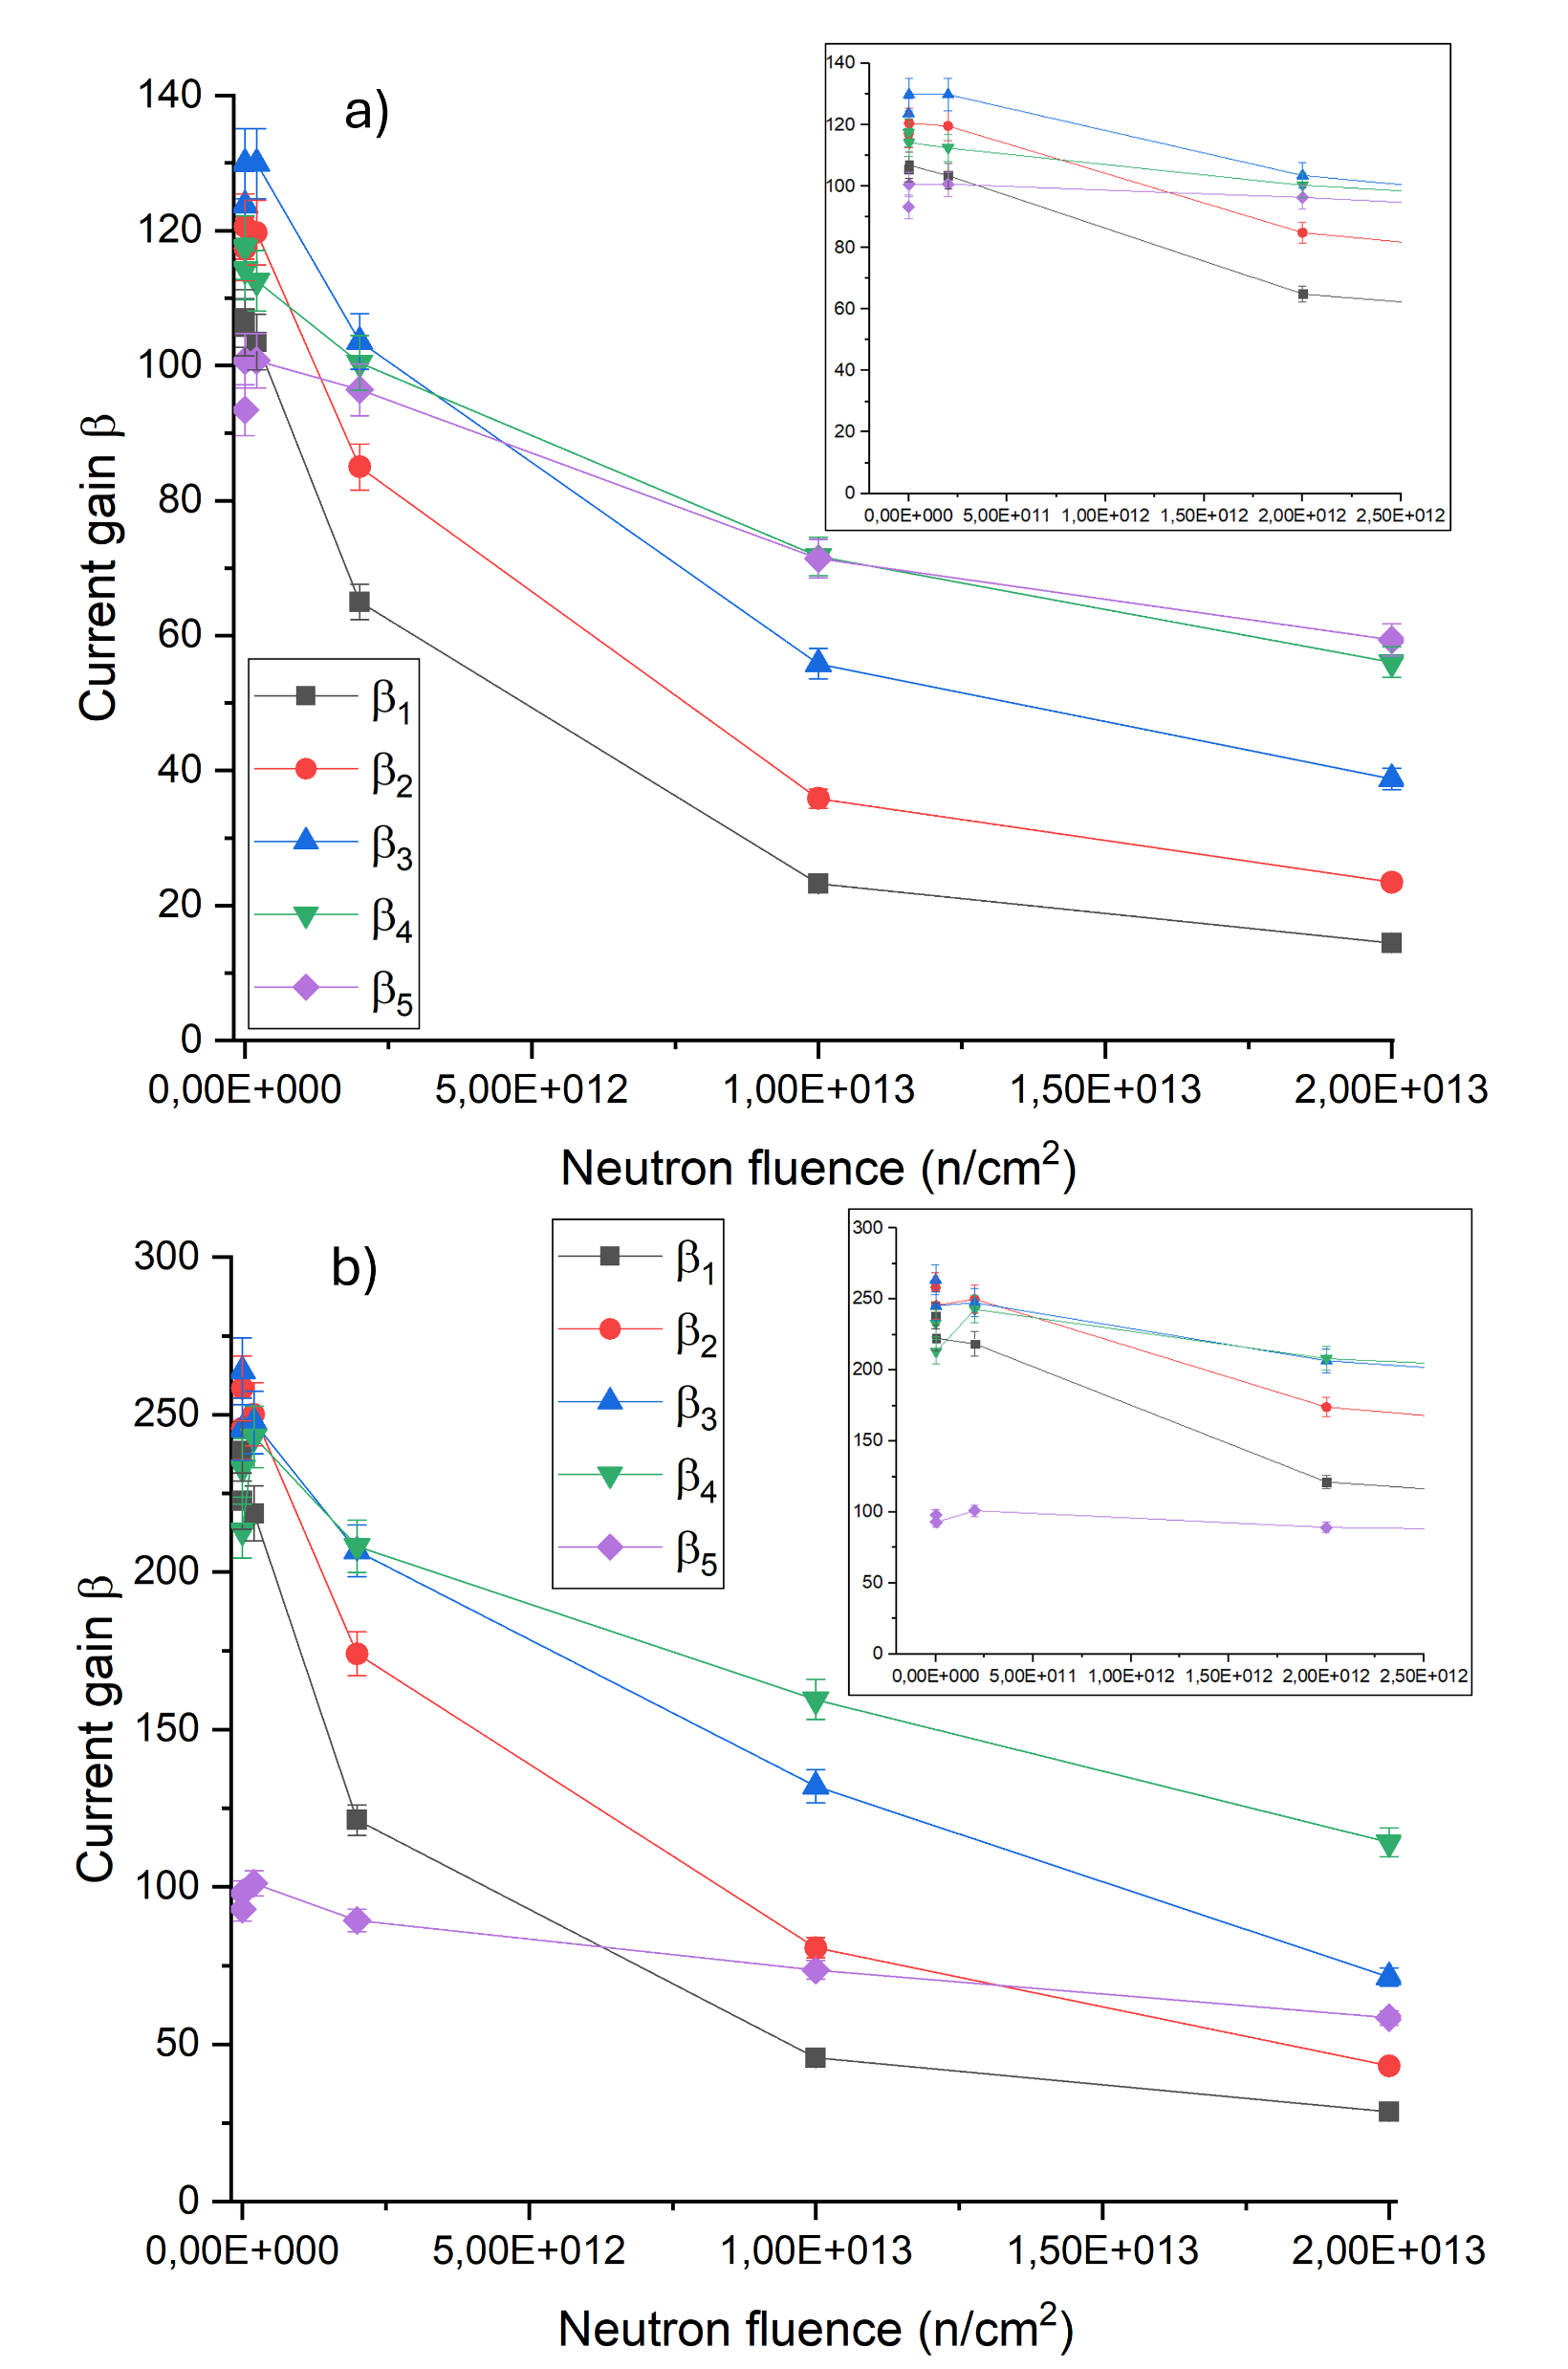 a)
140
120
100
80
60
40
20
0
Current gain β
β1
β2
β3
β4
β5
0,00E+000 5,00E+012 1,00E+013 1,50E+013 2,00E+013
Neutron fluence (n/cm²)
140
120
100
80
60
40
20
0
0,00E+000 5,00E+011 1,00E+012 1,50E+012 2,00E+012 2,50E+012
b)
300
250
200
150
100
50
0
Current gain β
β1
β2
β3
β4
β5
0,00E+000 5,00E+012 1,00E+013 1,50E+013 2,00E+013
Neutron fluence (n/cm²)
300
250
200
150
100
50
0
0,00E+000 5,00E+011 1,00E+012 1,50E+012 2,00E+012 2,50E+012